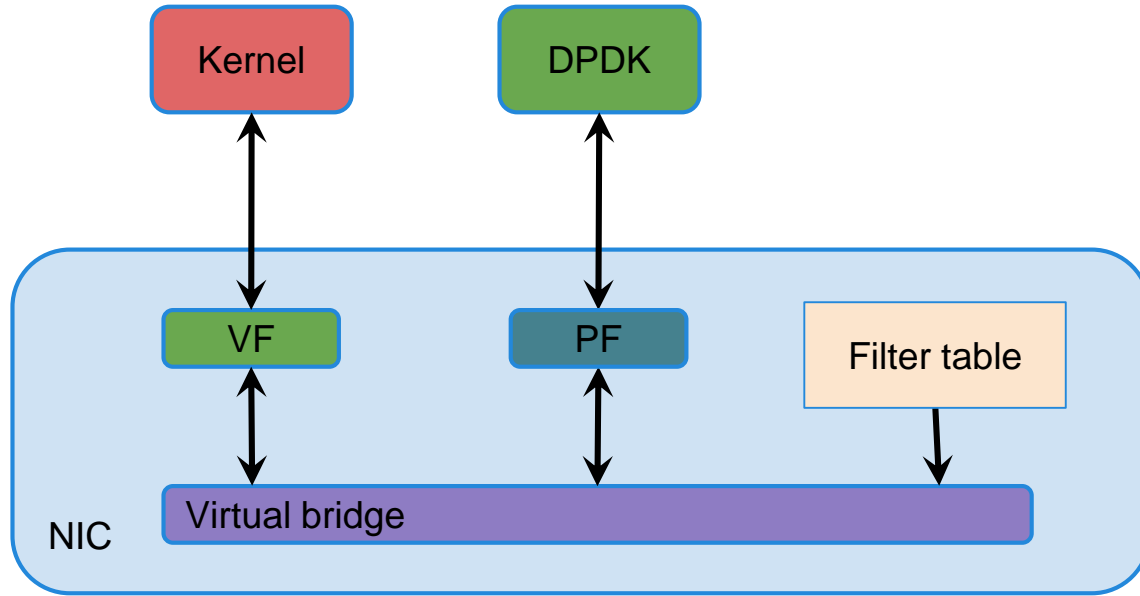 Kernel
DPDK
VF
PF
Filter table
Virtual bridge
NIC